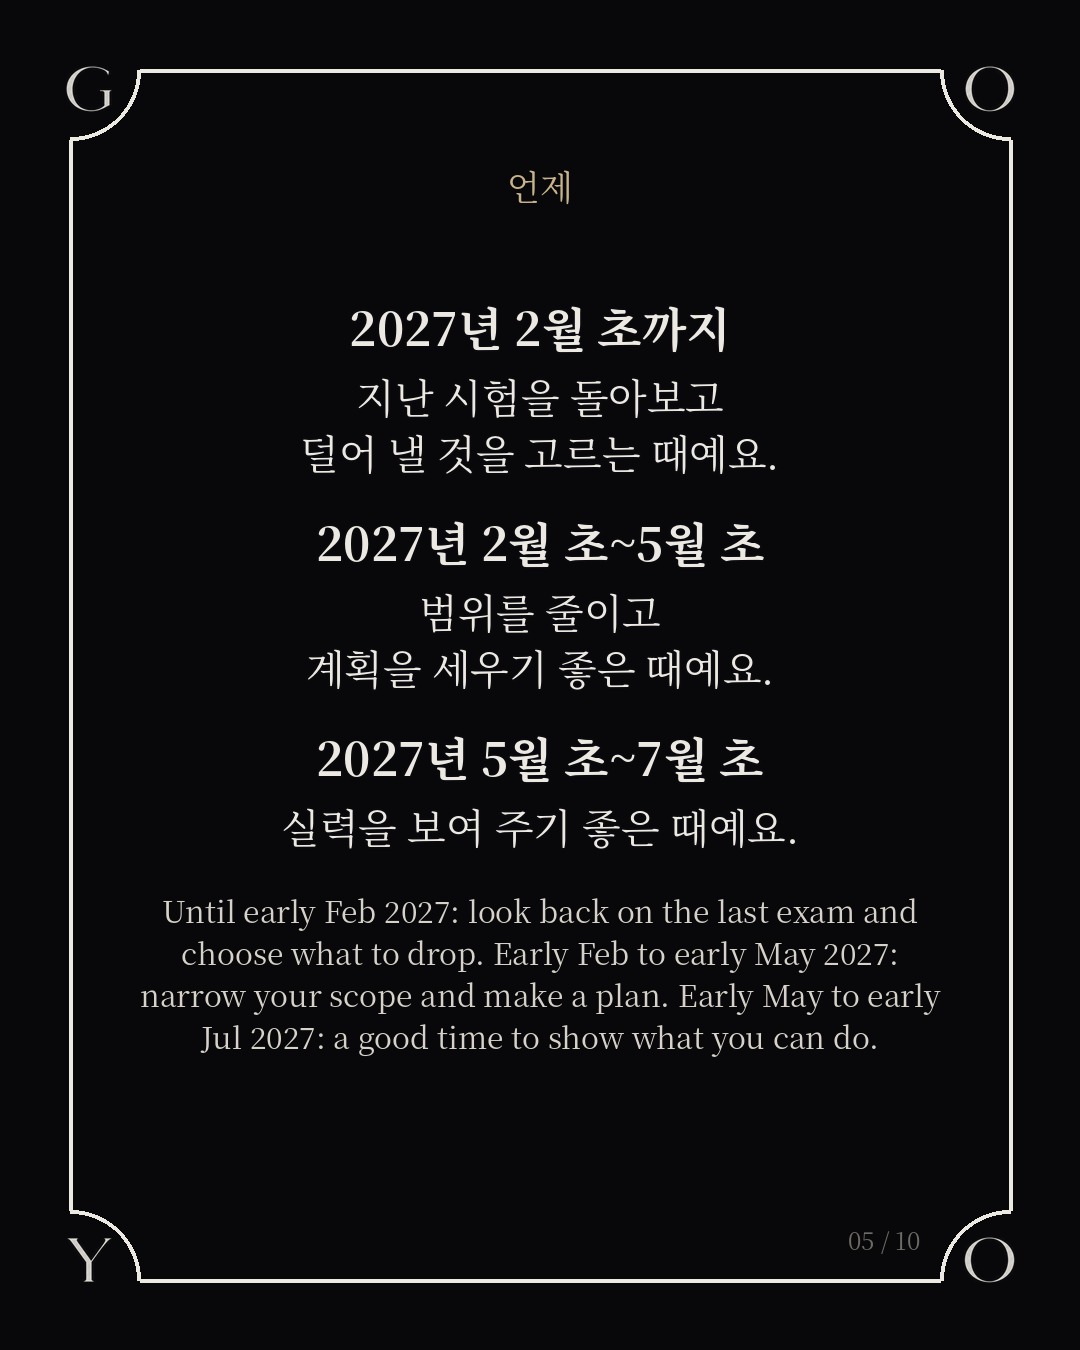 G O
언제
2027년 2월 초까지
지난 시험을 돌아보고
덜어 낼 것을 고르는 때예요.
2027년 2월 초~5월 초
범위를 줄이고
계획을 세우기 좋은 때예요.
2027년 5월 초~7월 초
실력을 보여 주기 좋은 때예요.
Until early Feb 2027: look back on the last exam and
choose what to drop. Early Feb to early May 2027:
narrow your scope and make a plan. Early May to early
Jul 2027: a good time to show what you can do.
05 / 10
Y O